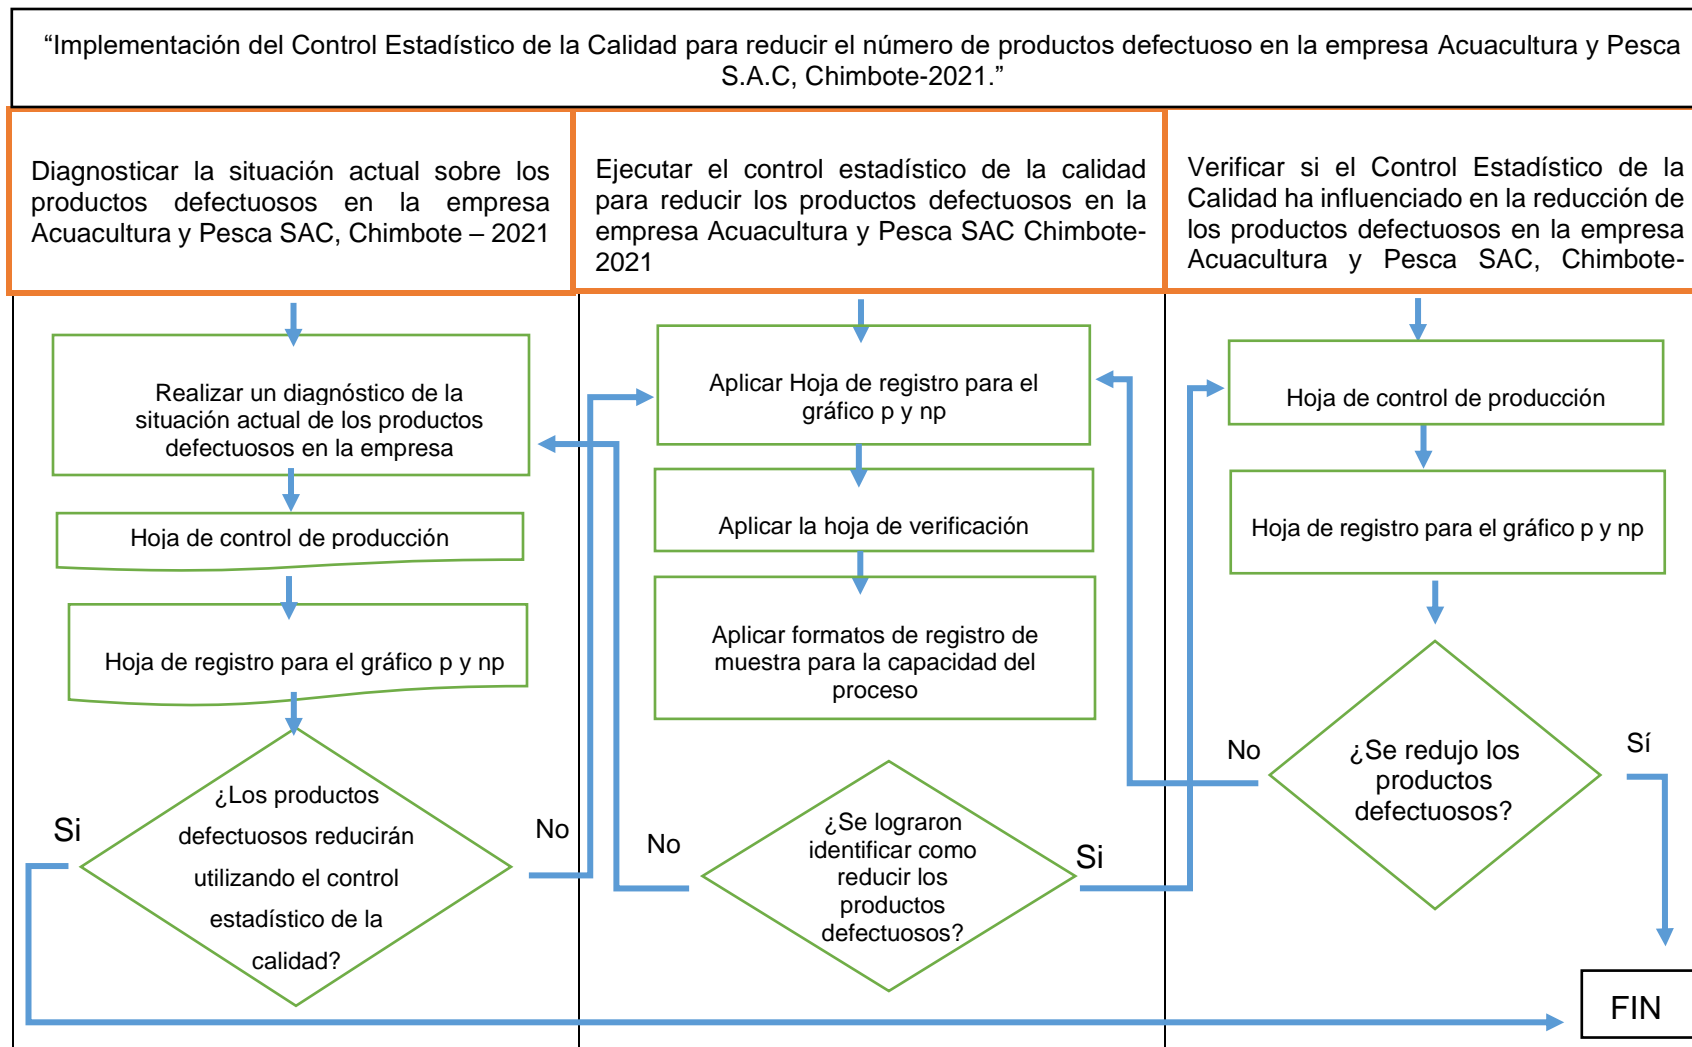 “Implementación del Control Estadístico de la Calidad para reducir el número de productos defectuoso en la empresa Acuacultura y Pesca
S.A.C, Chimbote-2021.”
Diagnosticar la situación actual sobre los
productos defectuosos en la empresa
Acuacultura y Pesca SAC, Chimbote – 2021
Ejecutar el control estadístico de la calidad
para reducir los productos defectuosos en la
empresa Acuacultura y Pesca SAC Chimbote-
2021
Verificar si el Control Estadístico de la
Calidad ha influenciado en la reducción de
los productos defectuosos en la empresa
Acuacultura y Pesca SAC, Chimbote-
Realizar un diagnóstico de la
situación actual de los productos
defectuosos en la empresa
Hoja de control de producción
Hoja de registro para el gráfico p y np
¿Los productos
defectuosos reducirán
utilizando el control
estadístico de la
calidad?
Si
No
Aplicar Hoja de registro para el
gráfico p y np
Aplicar la hoja de verificación
Aplicar formatos de registro de
muestra para la capacidad del
proceso
¿Se lograron
identificar como
reducir los
productos
defectuosos?
No
Si
Hoja de control de producción
Hoja de registro para el gráfico p y np
¿Se redujo los
productos
defectuosos?
No
Sí
FIN